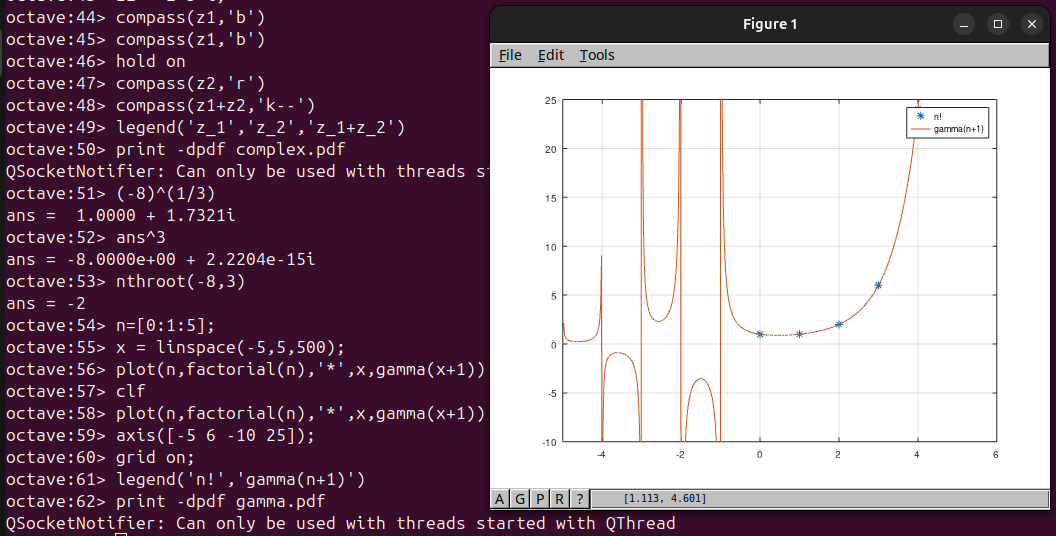 octave:44> compass(z1,'b')
octave:45> compass(z1,'b')
octave:46> hold on
octave:47> compass(z2,'r')
octave:48> compass(z1+z2,'k--')
octave:49> legend('z_1','z_2','z_1+z_2')
octave:50> print -dpdf complex.pdf
QSocketNotifier: Can only be used with threads st
octave:51> (-8)^(1/3)
ans =  1.0000 + 1.7321i
octave:52> ans^3
ans = -8.0000e+00 + 2.2204e-15i
octave:53> nthroot(-8,3)
ans = -2
octave:54> n=[0:1:5];
octave:55> x = linspace(-5,5,500);
octave:56> plot(n,factorial(n),'*',x,gamma(x+1))
octave:57> clf
octave:58> plot(n,factorial(n),'*',x,gamma(x+1))
octave:59> axis([-5 6 -10 25]);
octave:60> grid on;
octave:61> legend('n!','gamma(n+1)')
octave:62> print -dpdf gamma.pdf
QSocketNotifier: Can only be used with threads started with QThread
Figure 1
File Edit Tools
25
20
15
10
5
0
-5
-10
-4 -2 0 2 4 6
n!
gamma(n+1)
A G P R ? [1.113, 4.601]